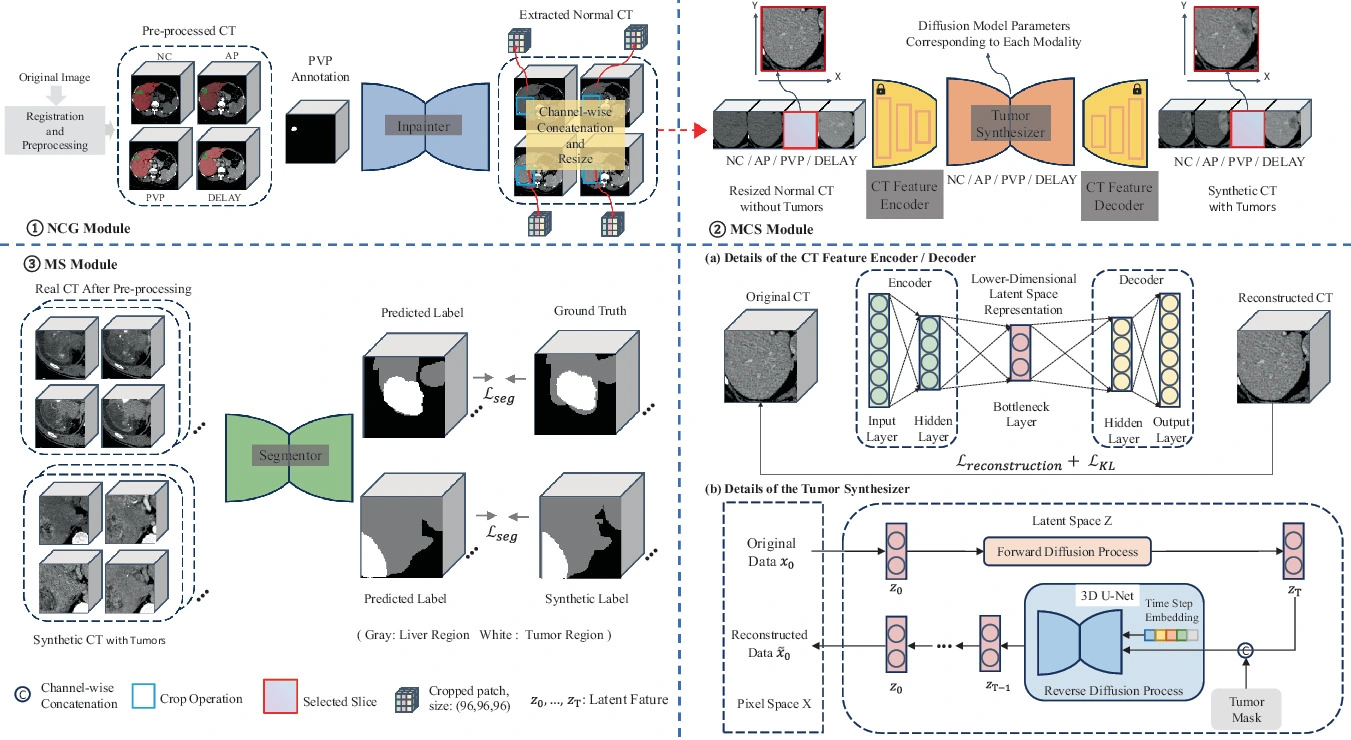 Original Image
Registration
and
Preprocessing
Pre-processed CT
NC
AP
PVP
DELAY
PVP
Annotation
Inpainter
Extracted Normal CT
Channel-wise
Concatenation
and
Resize
① NCG Module
Y
X
NC / AP / PVP / DELAY
Resized Normal CT
without Tumors
CT Feature
Encoder
Diffusion Model Parameters
Corresponding to Each Modality
Tumor
Synthesizer
NC / AP / PVP / DELAY
CT Feature
Decoder
Y
X
NC / AP / PVP / DELAY
Synthetic CT
with Tumors
② MCS Module
③ MS Module
Real CT After Pre-processing
Synthetic CT with Tumors
Segmentor
Predicted Label
Ground Truth
ℒseg
ℒseg
Predicted Label
Synthetic Label
( Gray: Liver Region White : Tumor Region )
C
Channel-wise
Concatenation
Crop Operation
Selected Slice
Cropped patch,
size: (96,96,96)
z0, ..., zT: Latent Fature
(a) Details of the CT Feature Encoder / Decoder
Original CT
Encoder
Input
Layer
Hidden
Layer
Lower-Dimensional
Latent Space
Representation
Bottleneck
Layer
Decoder
Hidden
Layer
Output
Layer
Reconstructed CT
ℒreconstruction + ℒKL
(b) Details of the Tumor Synthesizer
Original
Data x0
Reconstructed
Data x̃0
Pixel Space X
Latent Space Z
z0
Forward Diffusion Process
zT
z0
zT−1
3D U-Net
Time Step
Embedding
Reverse Diffusion Process
C
Tumor
Mask